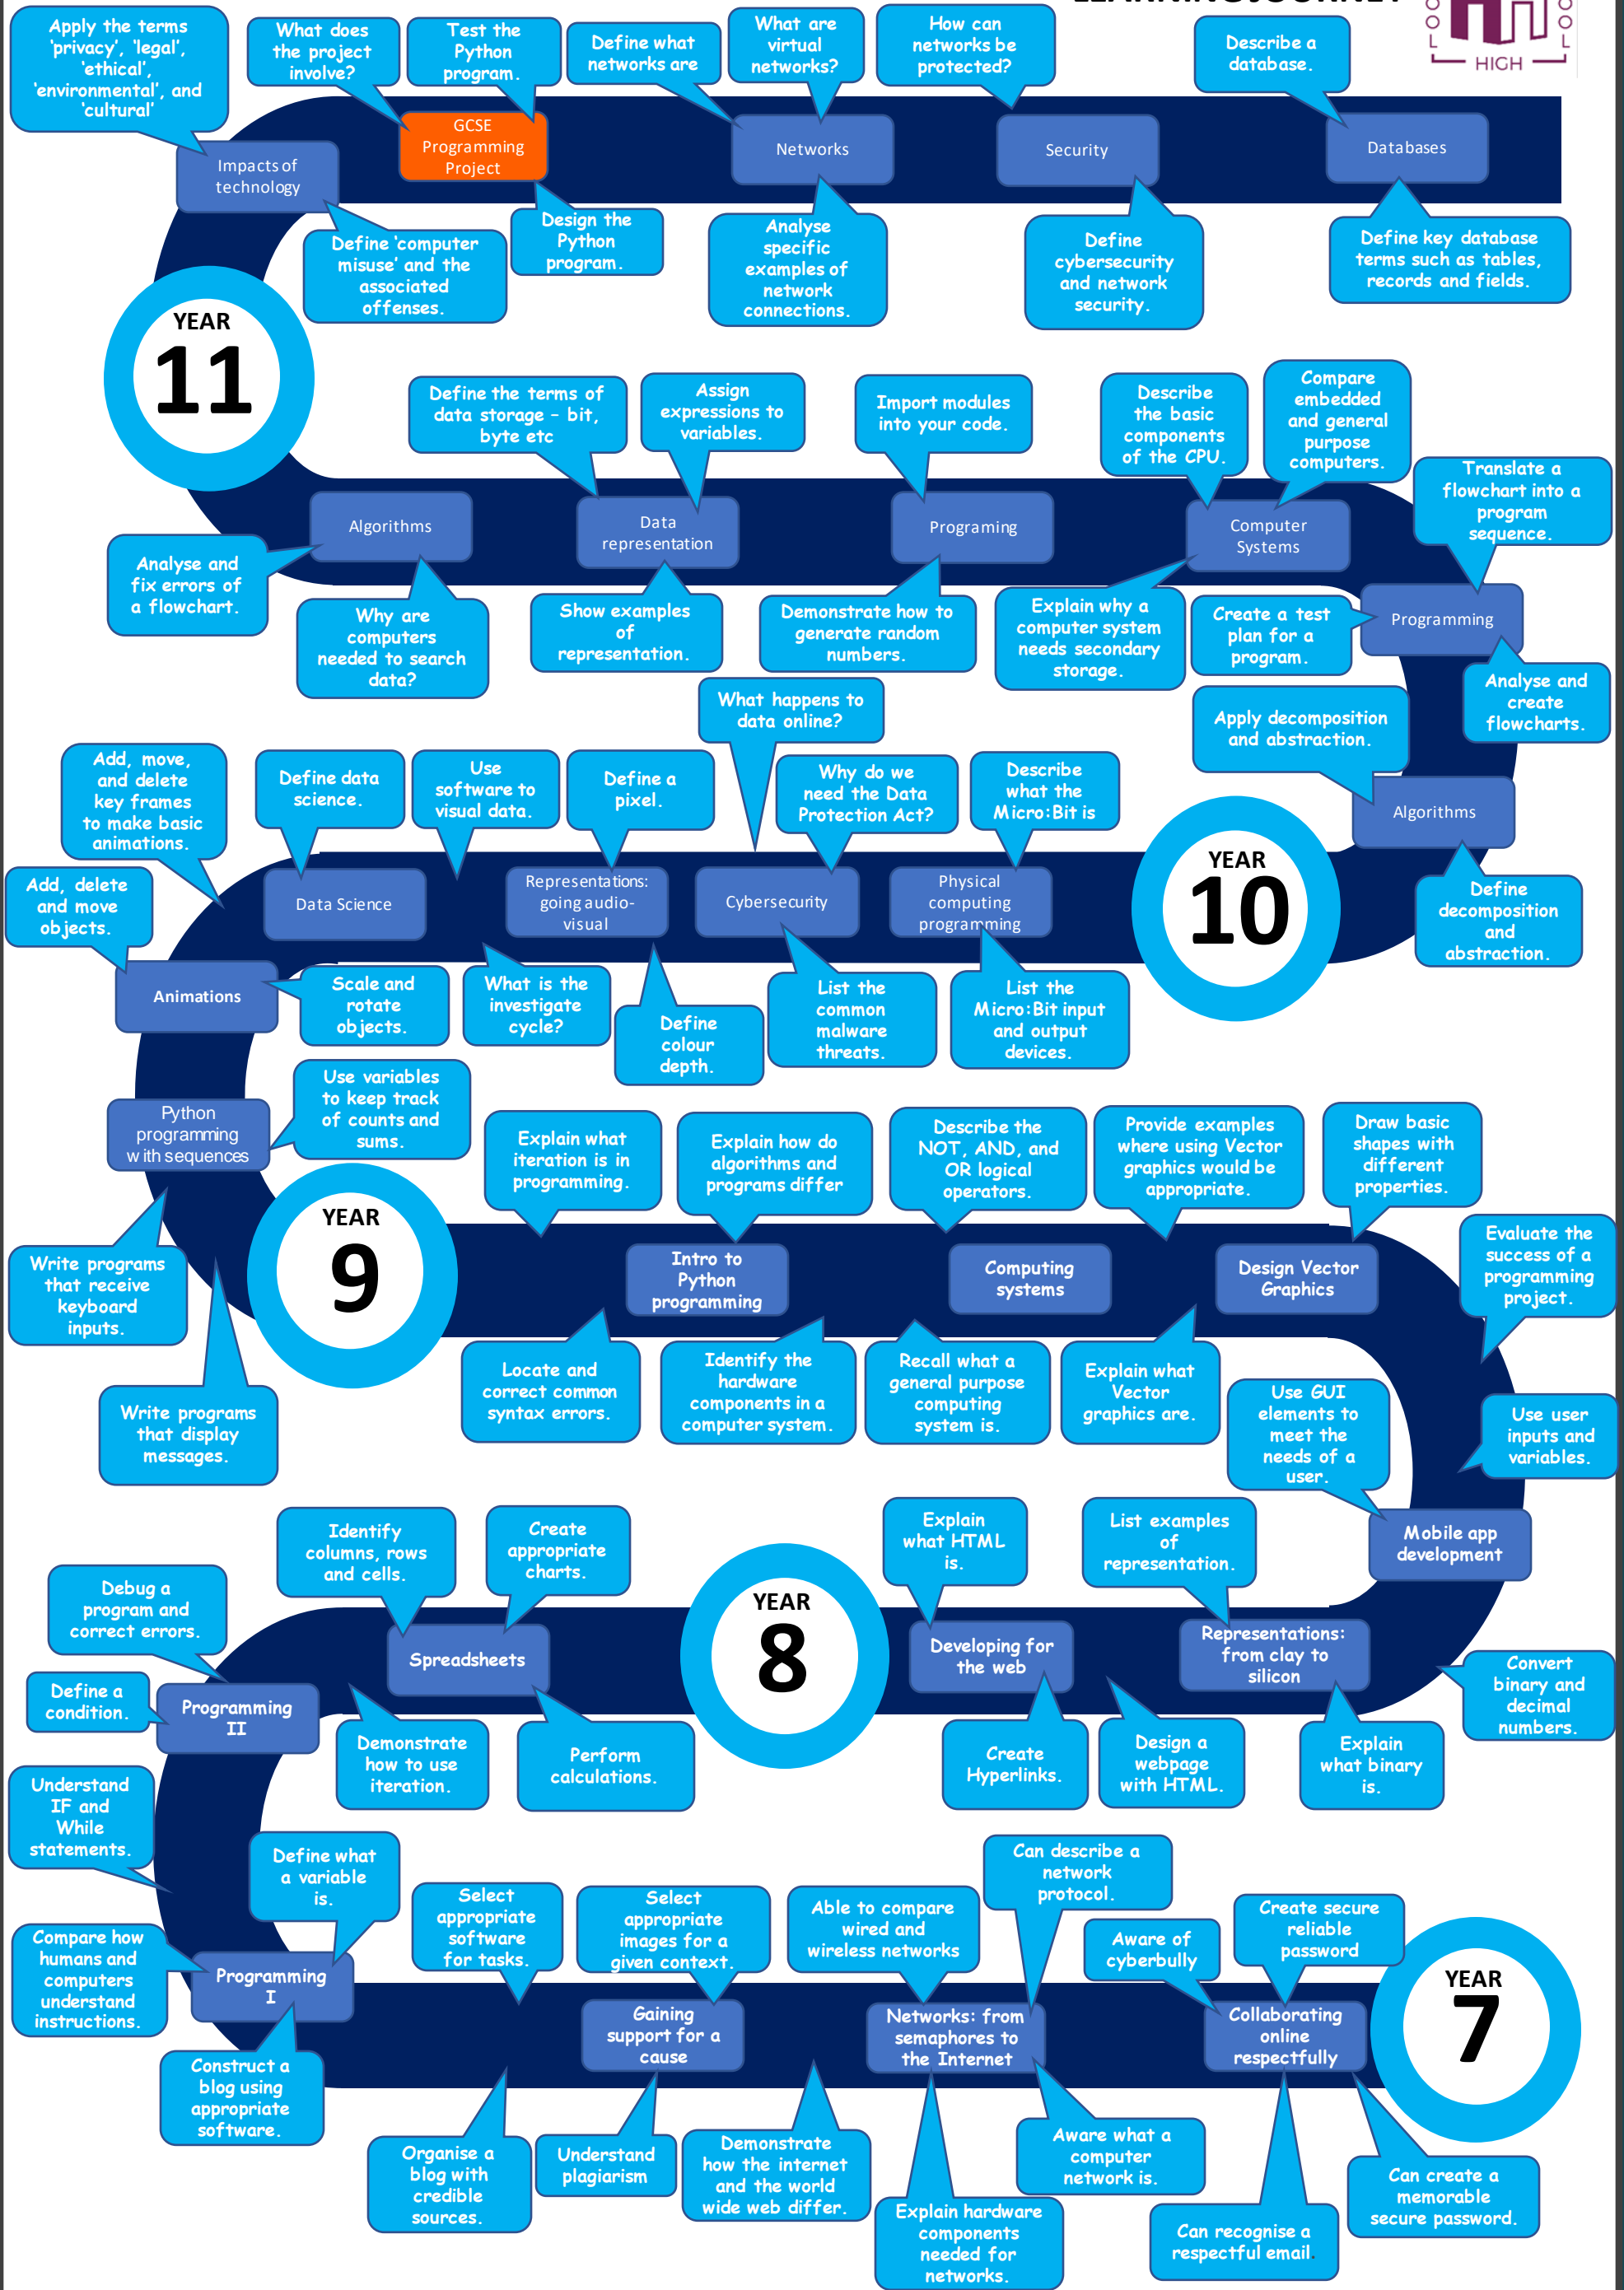 LEARNING JOURNEY
HIGH
Apply the terms
‘privacy’, ‘legal’,
‘ethical’,
‘environmental’, and
‘cultural’
What does
the project
involve?
Test the
Python
program.
Define what
networks are
What are
virtual
networks?
How can
networks be
protected?
Describe a
database.
Impacts of
technology
GCSE
Programming
Project
Networks
Security
Databases
Define ‘computer
misuse’ and the
associated
offenses.
Design the
Python
program.
Analyse
specific
examples of
network
connections.
Define
cybersecurity
and network
security.
Define key database
terms such as tables,
records and fields.
YEAR
11
Define the terms of
data storage – bit,
byte etc
Assign
expressions to
variables.
Import modules
into your code.
Describe
the basic
components
of the CPU.
Compare
embedded
and general
purpose
computers.
Translate a
flowchart into a
program
sequence.
Algorithms
Data
representation
Programing
Computer
Systems
Programming
Analyse and
fix errors of
a flowchart.
Why are
computers
needed to search
data?
Show examples
of
representation.
Demonstrate how to
generate random
numbers.
Explain why a
computer system
needs secondary
storage.
Create a test
plan for a
program.
Analyse and
create
flowcharts.
What happens to
data online?
Apply decomposition
and abstraction.
Algorithms
Define
decomposition
and
abstraction.
YEAR
10
Add, move,
and delete
key frames
to make basic
animations.
Define data
science.
Use
software to
visual data.
Define a
pixel.
Why do we
need the Data
Protection Act?
Describe
what the
Micro:Bit is
Add, delete
and move
objects.
Data Science
Representations:
going audio-
visual
Cybersecurity
Physical
computing
programming
Animations
Scale and
rotate
objects.
What is the
investigate
cycle?
Define
colour
depth.
List the
common
malware
threats.
List the
Micro:Bit input
and output
devices.
Python
programming
with sequences
Use variables
to keep track
of counts and
sums.
Write programs
that receive
keyboard
inputs.
Write programs
that display
messages.
YEAR
9
Explain what
iteration is in
programming.
Explain how do
algorithms and
programs differ
Describe the
NOT, AND, and
OR logical
operators.
Provide examples
where using Vector
graphics would be
appropriate.
Draw basic
shapes with
different
properties.
Evaluate the
success of a
programming
project.
Intro to
Python
programming
Computing
systems
Design Vector
Graphics
Locate and
correct common
syntax errors.
Identify the
hardware
components in a
computer system.
Recall what a
general purpose
computing
system is.
Explain what
Vector
graphics are.
Use GUI
elements to
meet the
needs of a
user.
Use user
inputs and
variables.
Mobile app
development
Identify
columns, rows
and cells.
Create
appropriate
charts.
YEAR
8
Explain
what HTML
is.
List examples
of
representation.
Debug a
program and
correct errors.
Define a
condition.
Programming
II
Spreadsheets
Developing for
the web
Representations:
from clay to
silicon
Convert
binary and
decimal
numbers.
Demonstrate
how to use
iteration.
Perform
calculations.
Create
Hyperlinks.
Design a
webpage
with HTML.
Explain
what binary
is.
Understand
IF and
While
statements.
Define what
a variable
is.
Select
appropriate
software
for tasks.
Select
appropriate
images for a
given context.
Able to compare
wired and
wireless networks
Can describe a
network
protocol.
Aware of
cyberbully
Create secure
reliable
password
Compare how
humans and
computers
understand
instructions.
Programming
I
Gaining
support for a
cause
Networks: from
semaphores to
the Internet
Collaborating
online
respectfully
YEAR
7
Construct a
blog using
appropriate
software.
Organise a
blog with
credible
sources.
Understand
plagiarism
Demonstrate
how the internet
and the world
wide web differ.
Explain hardware
components
needed for
networks.
Aware what a
computer
network is.
Can recognise a
respectful email.
Can create a
memorable
secure password.